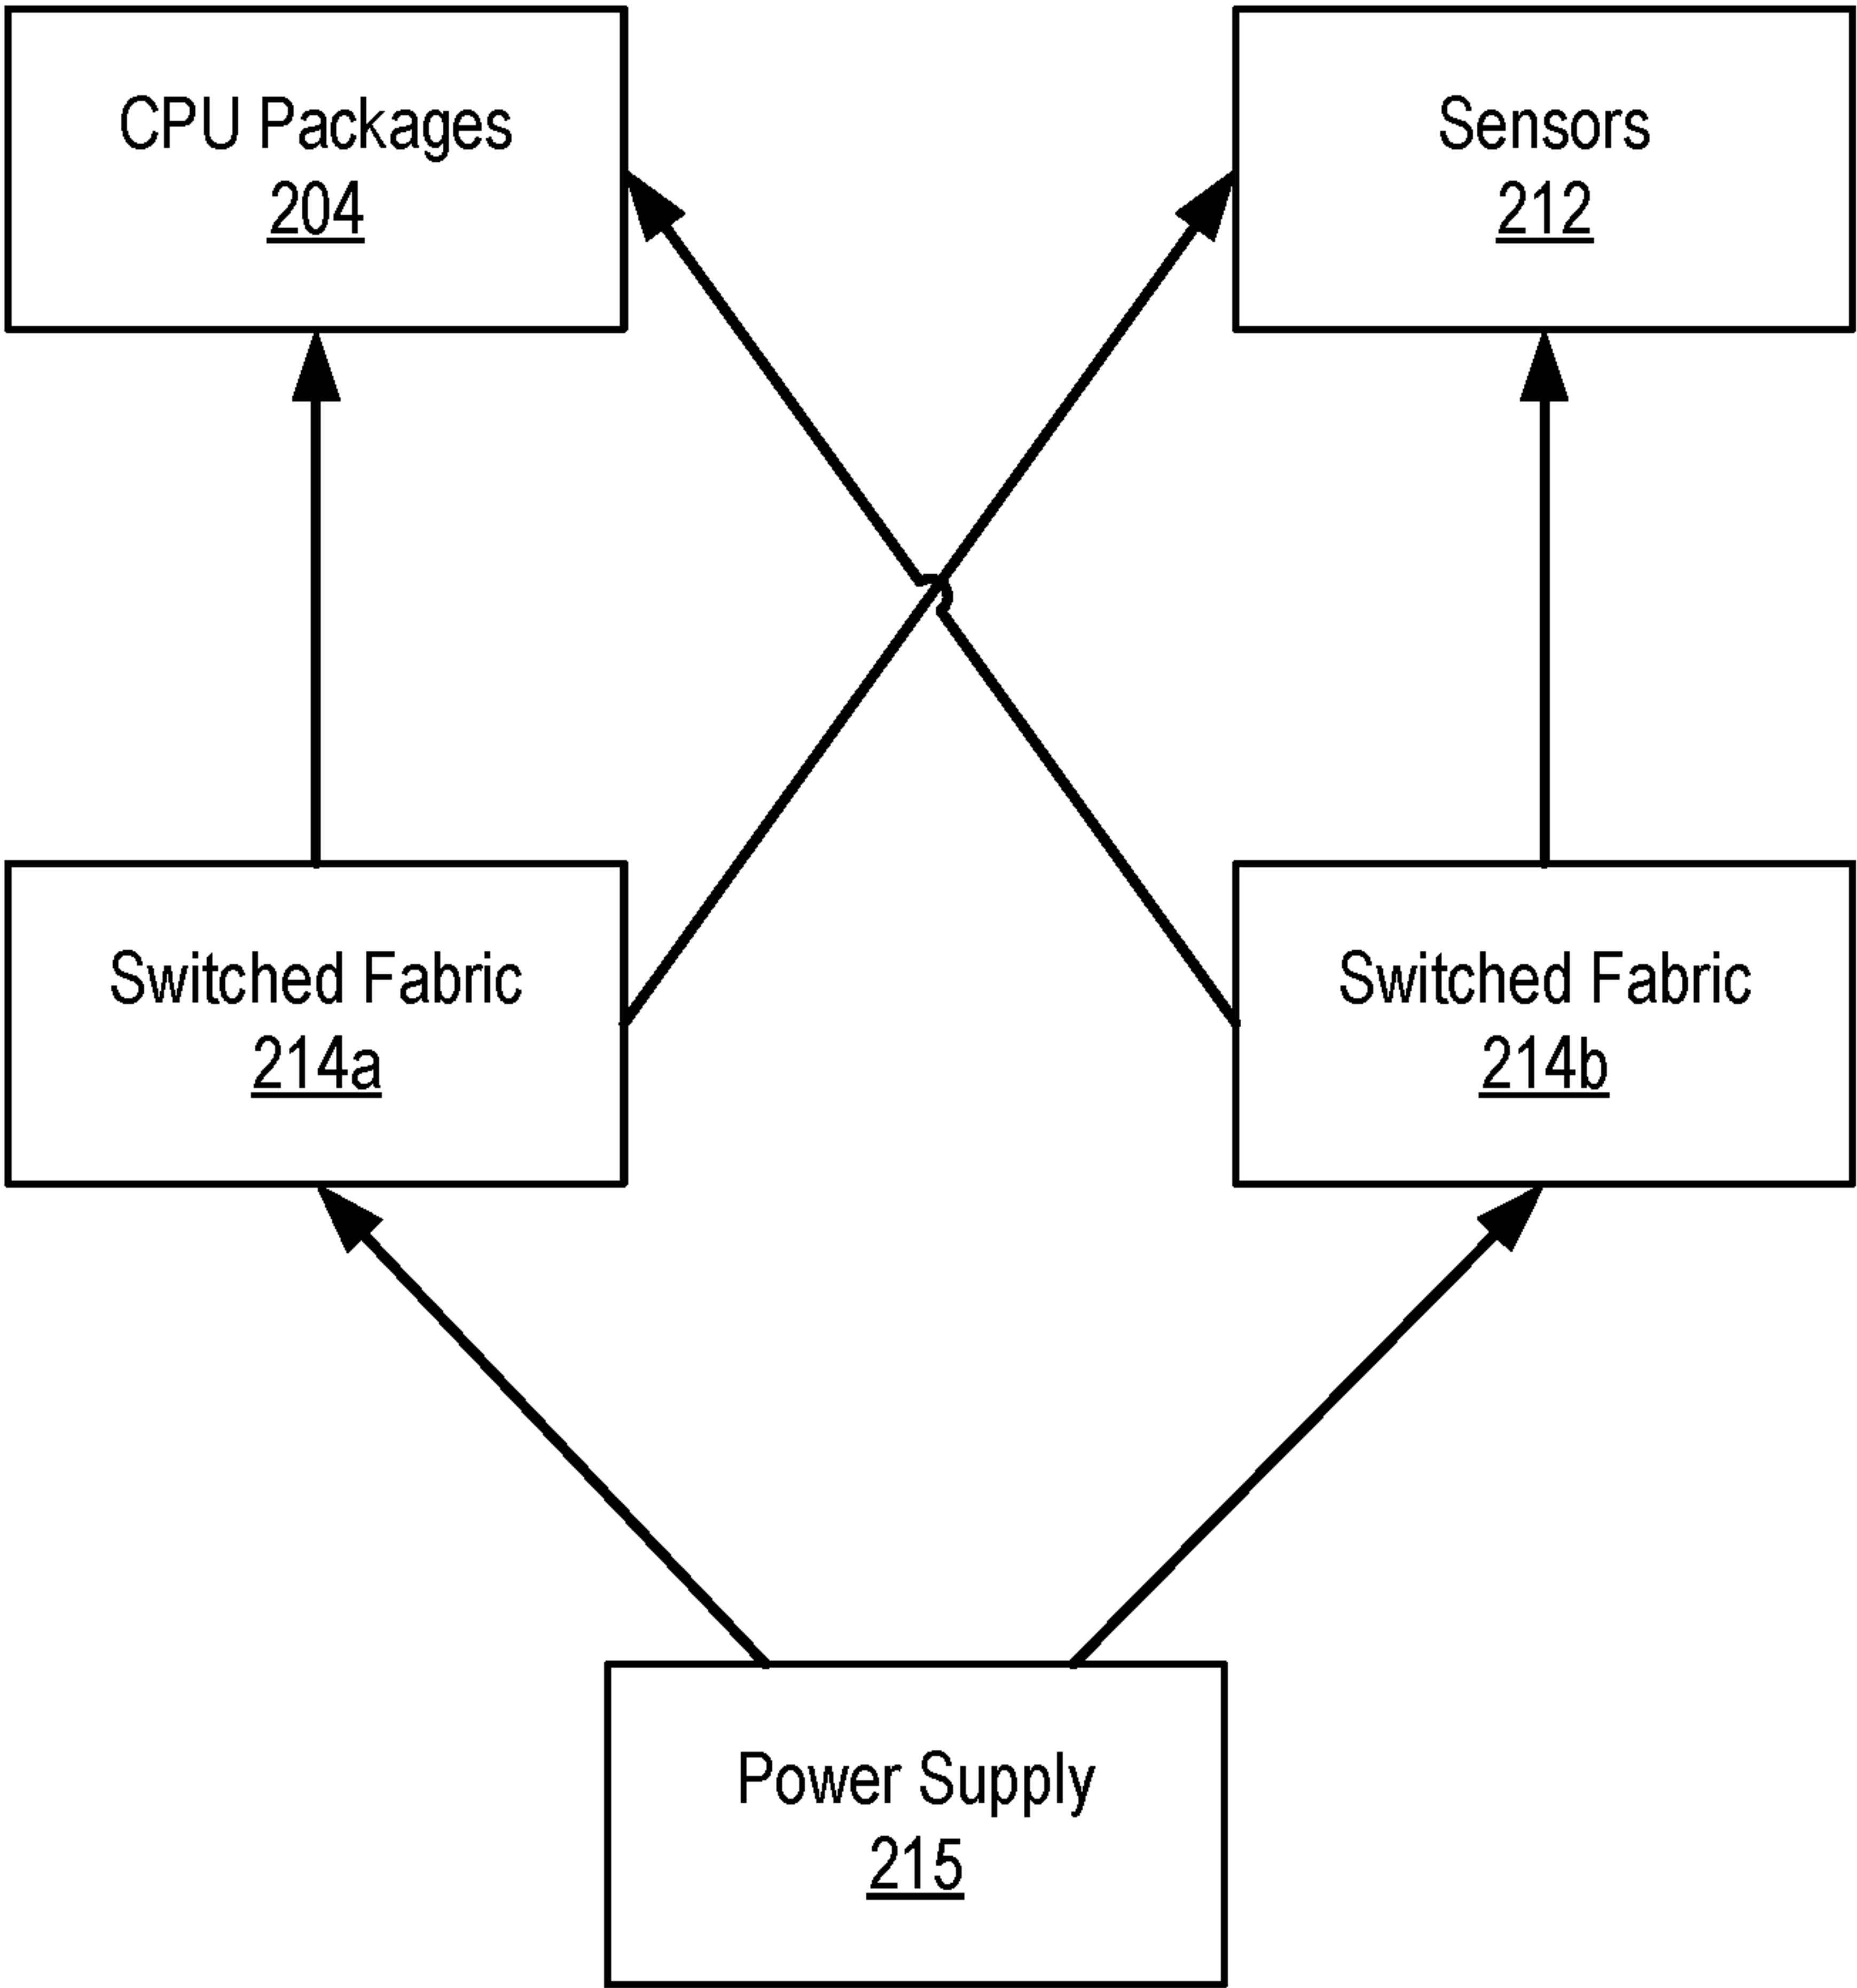 CPU Packages
204
Sensors
212
Switched Fabric
214a
Switched Fabric
214b
Power Supply
215